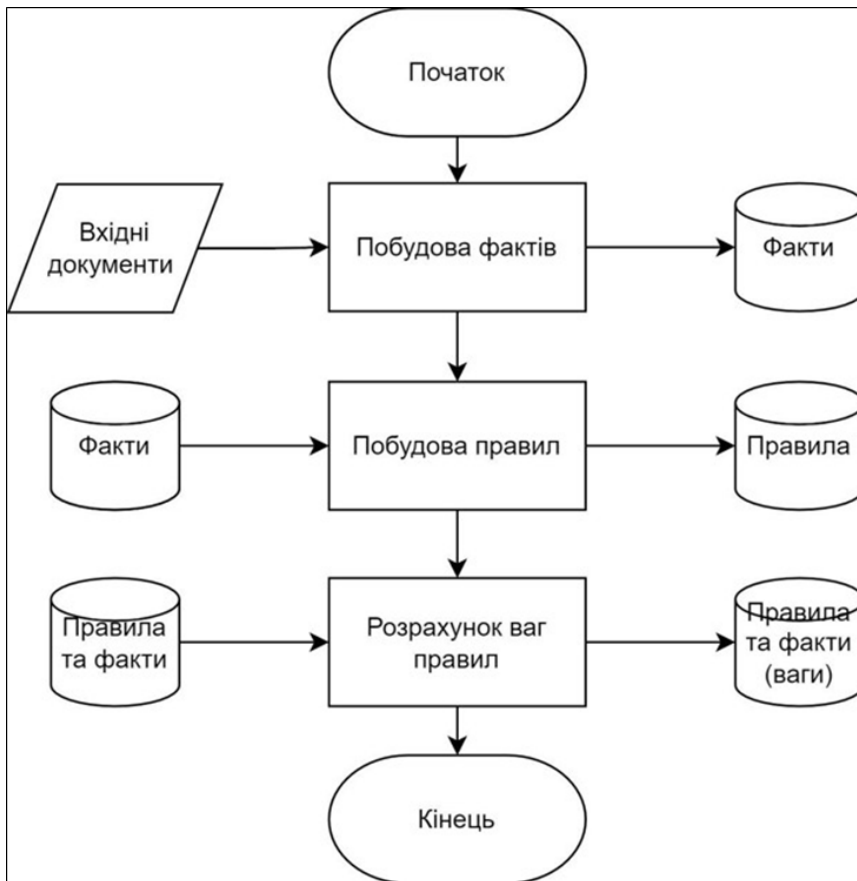 Початок
Вхідні
документи
Побудова фактів
Факти
Факти
Побудова правил
Правила
Правила
та факти
Розрахунок ваг
правил
Правила
та факти
(ваги)
Кінець